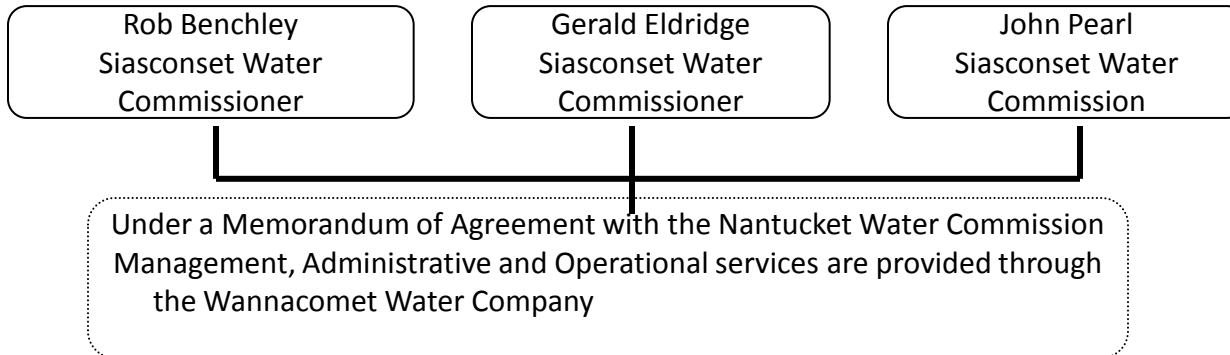 Rob Benchley
Siasconset Water
Commissioner
Gerald Eldridge
Siasconset Water
Commissioner
John Pearl
Siasconset Water
Commission
Under a Memorandum of Agreement with the Nantucket Water Commission
Management, Administrative and Operational services are provided through
the Wannacomet Water Company